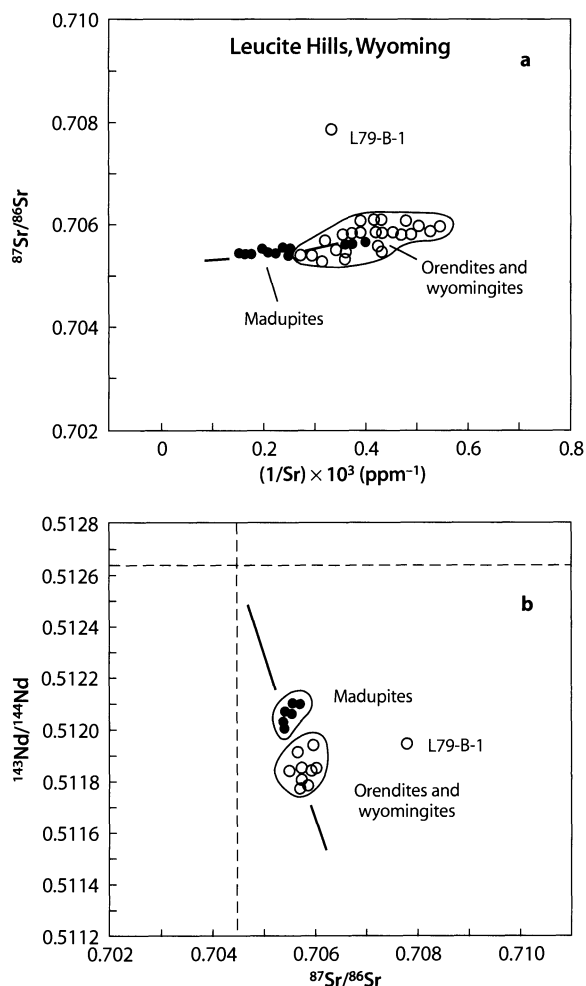 0.710
Leucite Hills, Wyoming
a
0.708
L79-B-1
⁸⁷Sr/⁸⁶Sr
0.706
Orendites and
wyomingites
Madupites
0.704
0.702
0 0.2 0.4 0.6 0.8
(1/Sr) × 10³ (ppm⁻¹)
0.5128
0.5126
b
0.5124
0.5122
Madupites
¹⁴³Nd/¹⁴⁴Nd
0.5120
L79-B-1
0.5118
Orendites and
wyomingites
0.5116
0.5114
0.5112
0.702 0.704 0.706 0.708 0.710
⁸⁷Sr/⁸⁶Sr